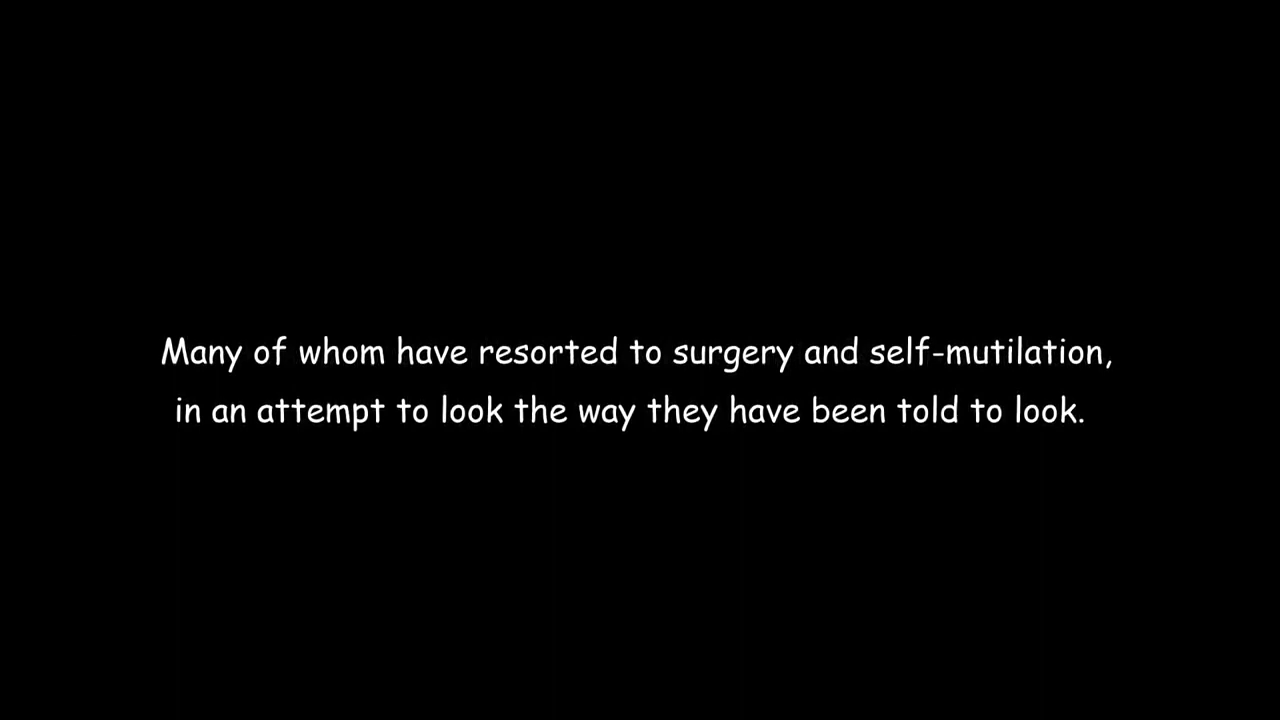 Many of whom have resorted to surgery and self-mutilation,
in an attempt to look the way they have been told to look.